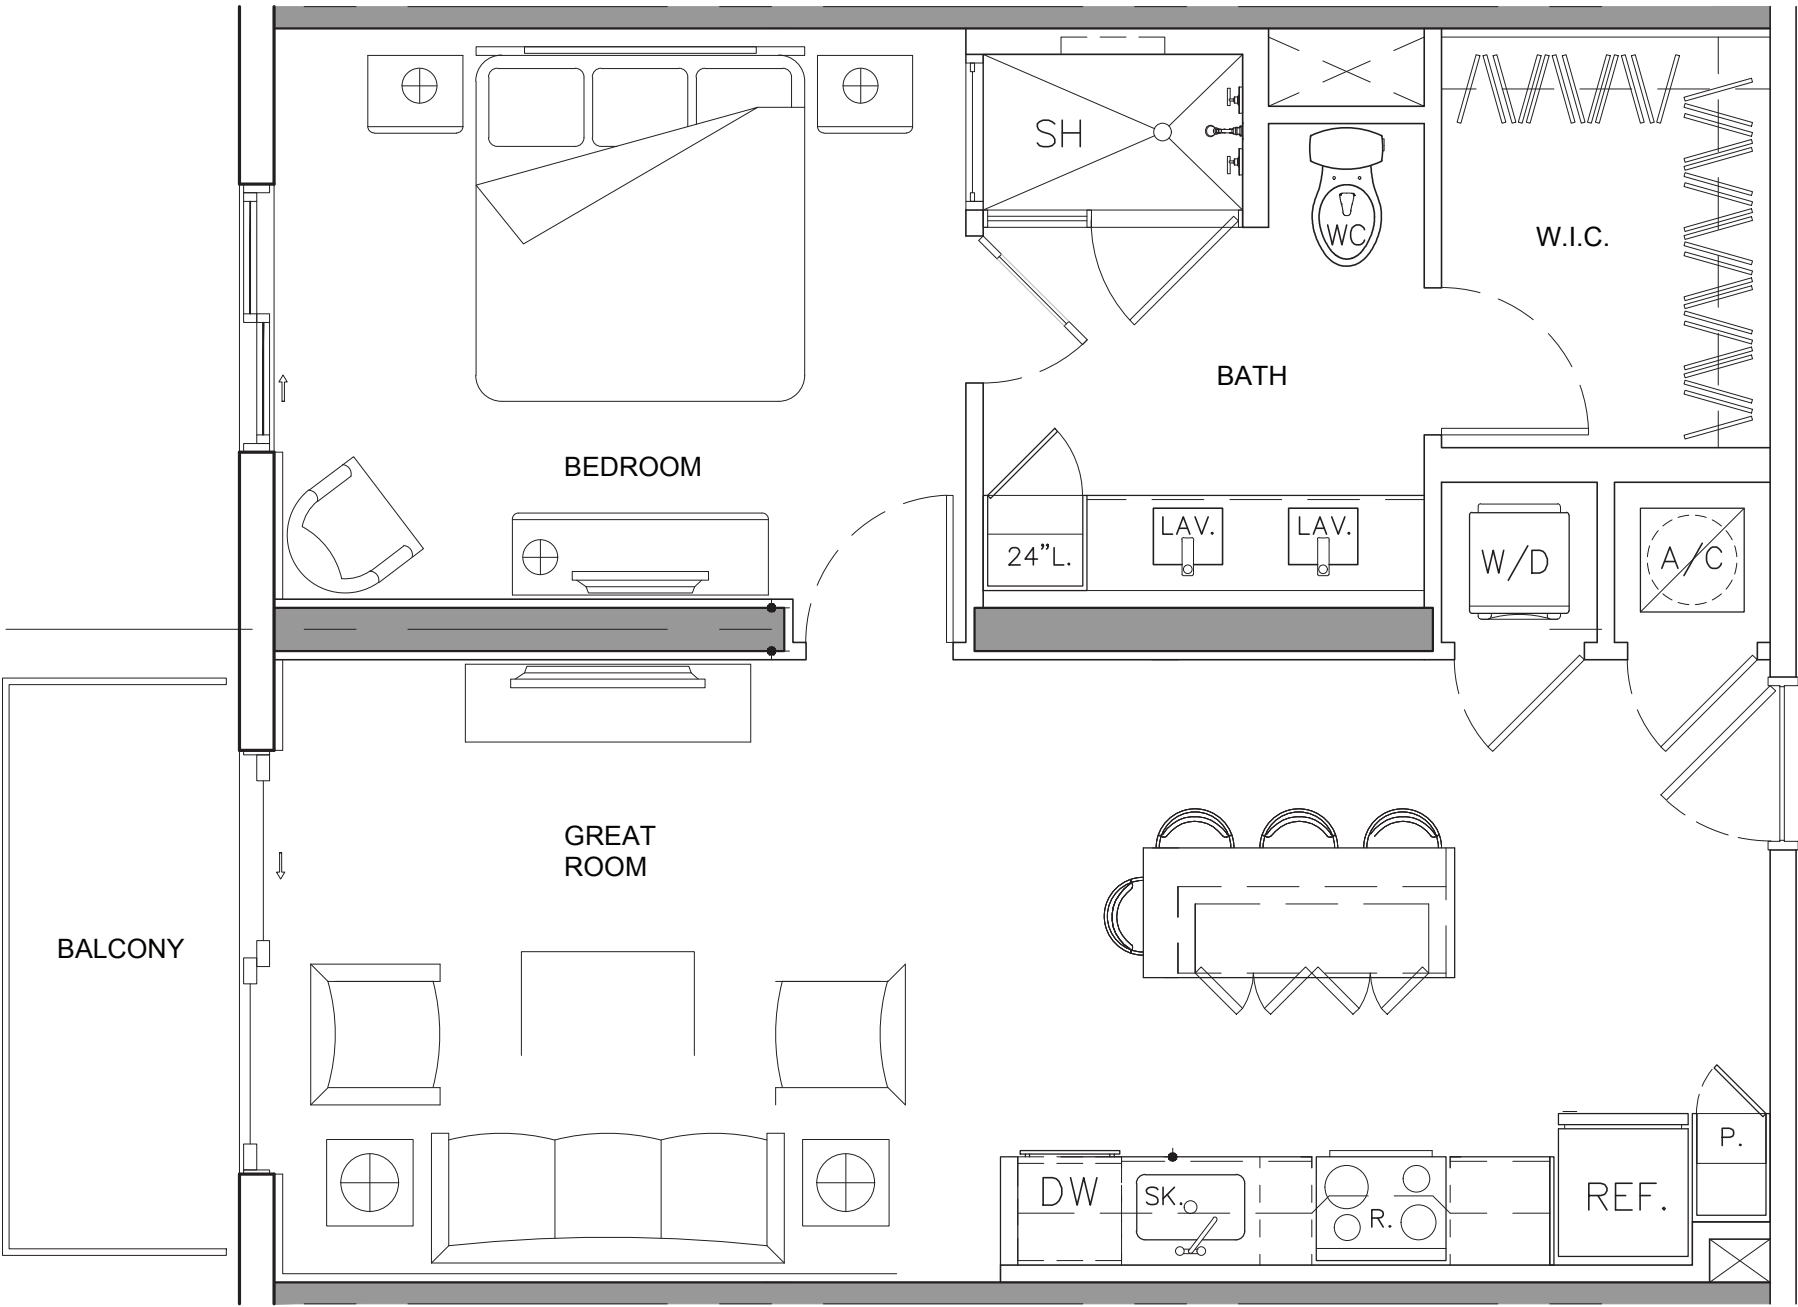 SH
WC
W.I.C.
BATH
BEDROOM
24”L.
LAV.
LAV.
W/D
A/C
GREAT
ROOM
BALCONY
DW
SK.
R.
REF.
P.